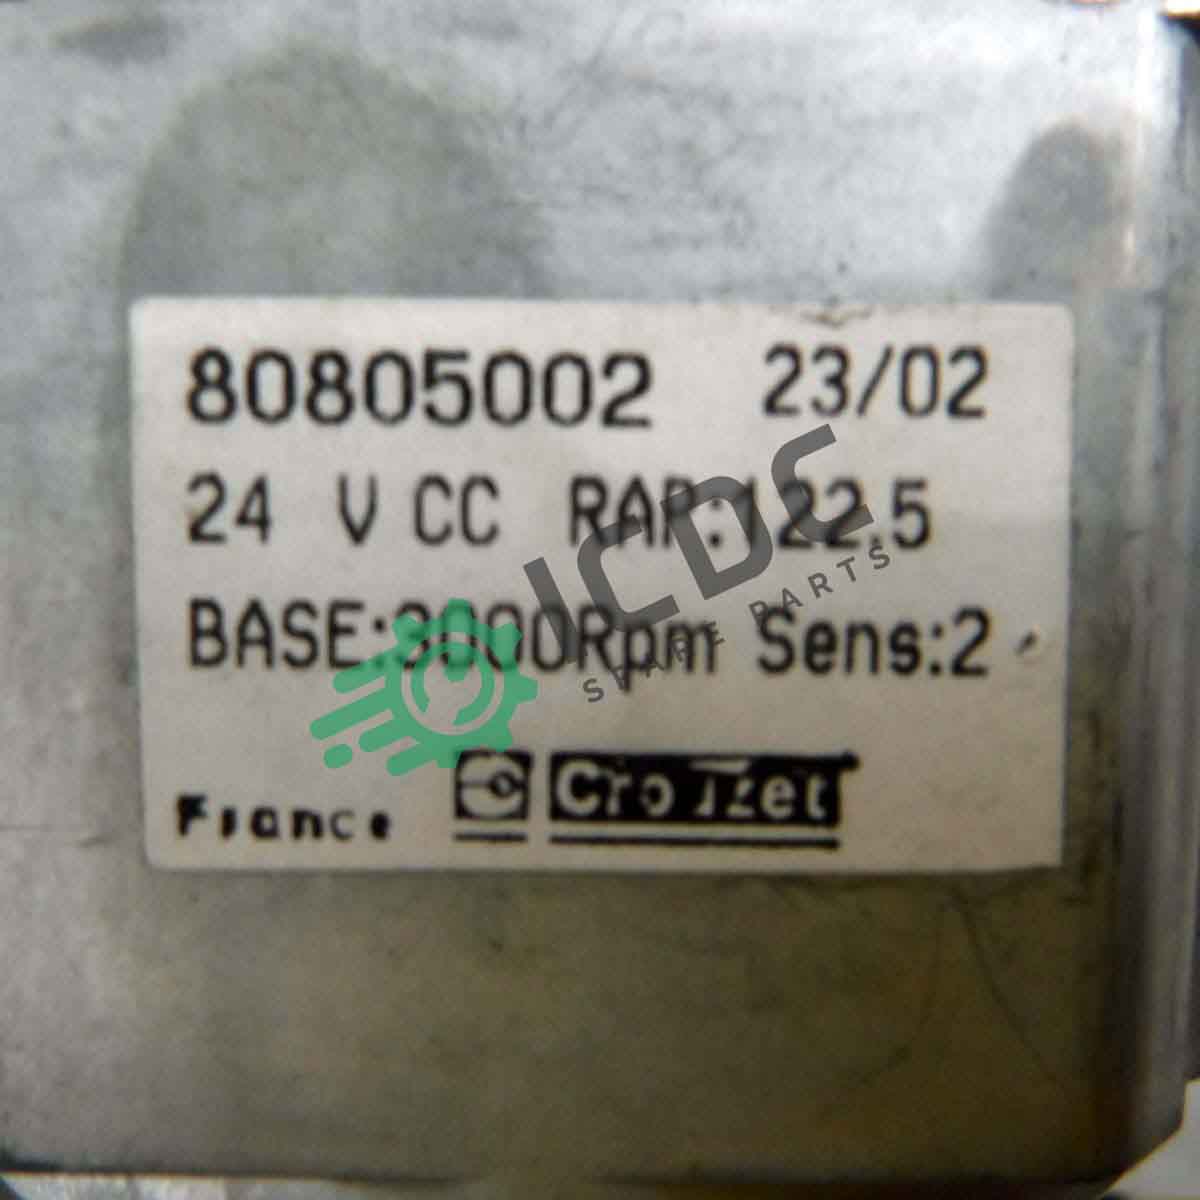 80805002 23/02
24 V CC RAP:122.5
BASE:3000Rpm Sens:2
France Crouzet
ICDC
SPARE PARTS